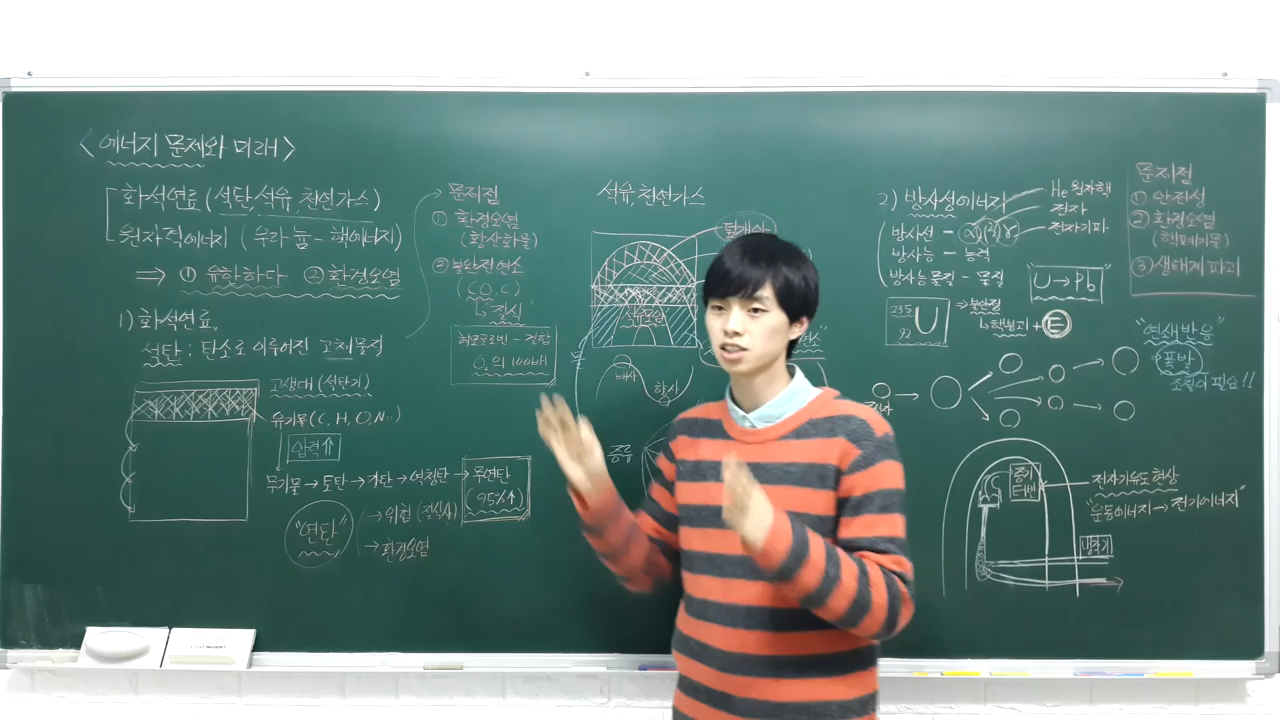 <에너지 문제와 미래>
화석연료 (석탄, 석유, 천연가스)
원자력에너지 (우라늄 - 핵에너지)
⇒ ① 유한하다 ② 환경오염
1) 화석연료
석탄 : 탄소로 이루어진 고체물질
고생대 (석탄기)
유기물 (C, H, O, N…)
압력⇑
무기물 → 토탄 → 갈탄 → 역청탄 → 무연탄
(95%↑)
"연탄"
→ 위험 (질식사)
→ 환경오염
문제점
① 환경오염
(황산화물)
② 불완전연소
(CO, C)
↳ "질식"
헤모글로빈 - 결합
O₂의 100배
석유, 천연가스
덮개암
물
배사
향사
증류
2) 방사성에너지
방사선 - α, β, γ
He 원자핵
전자
전자기파
방사능 - 능력
방사능물질 - 물질
U → Pb
235
92 U
⇒ 불안정
↳ 핵붕괴 + E
문제점
① 안전성
② 환경오염
(핵폐기물)
③ 생태계 파괴
"연쇄반응"
폭발
조절이 필요!!
증기
터빈
전자기유도 현상
"운동에너지 → 전기에너지"
냉각기